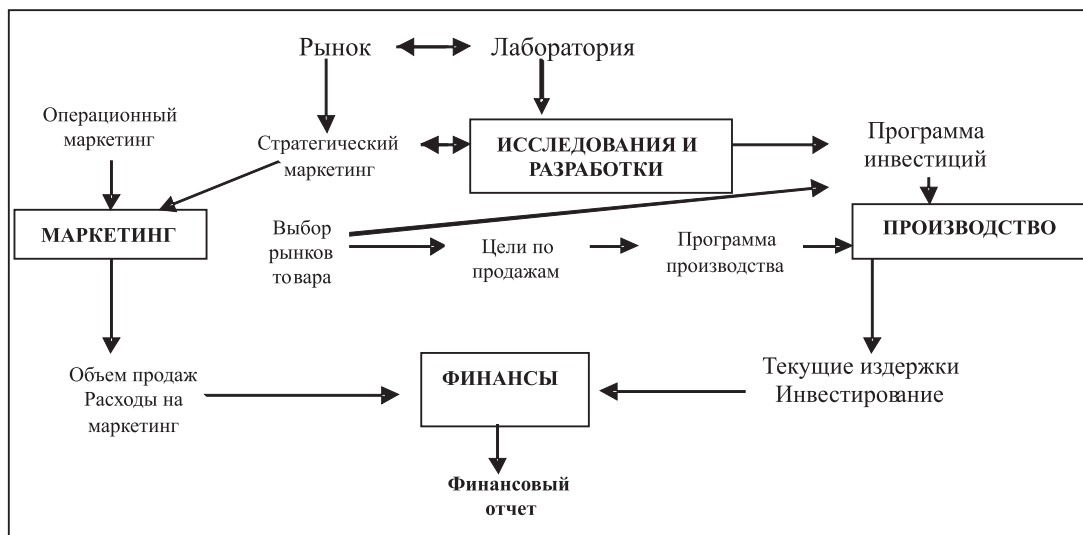 Рынок
Лаборатория
Операционный
маркетинг
Стратегический
маркетинг
ИССЛЕДОВАНИЯ И
РАЗРАБОТКИ
Программа
инвестиций
МАРКЕТИНГ
Выбор
рынков
товара
Цели по
продажам
Программа
производства
ПРОИЗВОДСТВО
Объем продаж
Расходы на
маркетинг
ФИНАНСЫ
Текущие издержки
Инвестирование
Финансовый
отчет